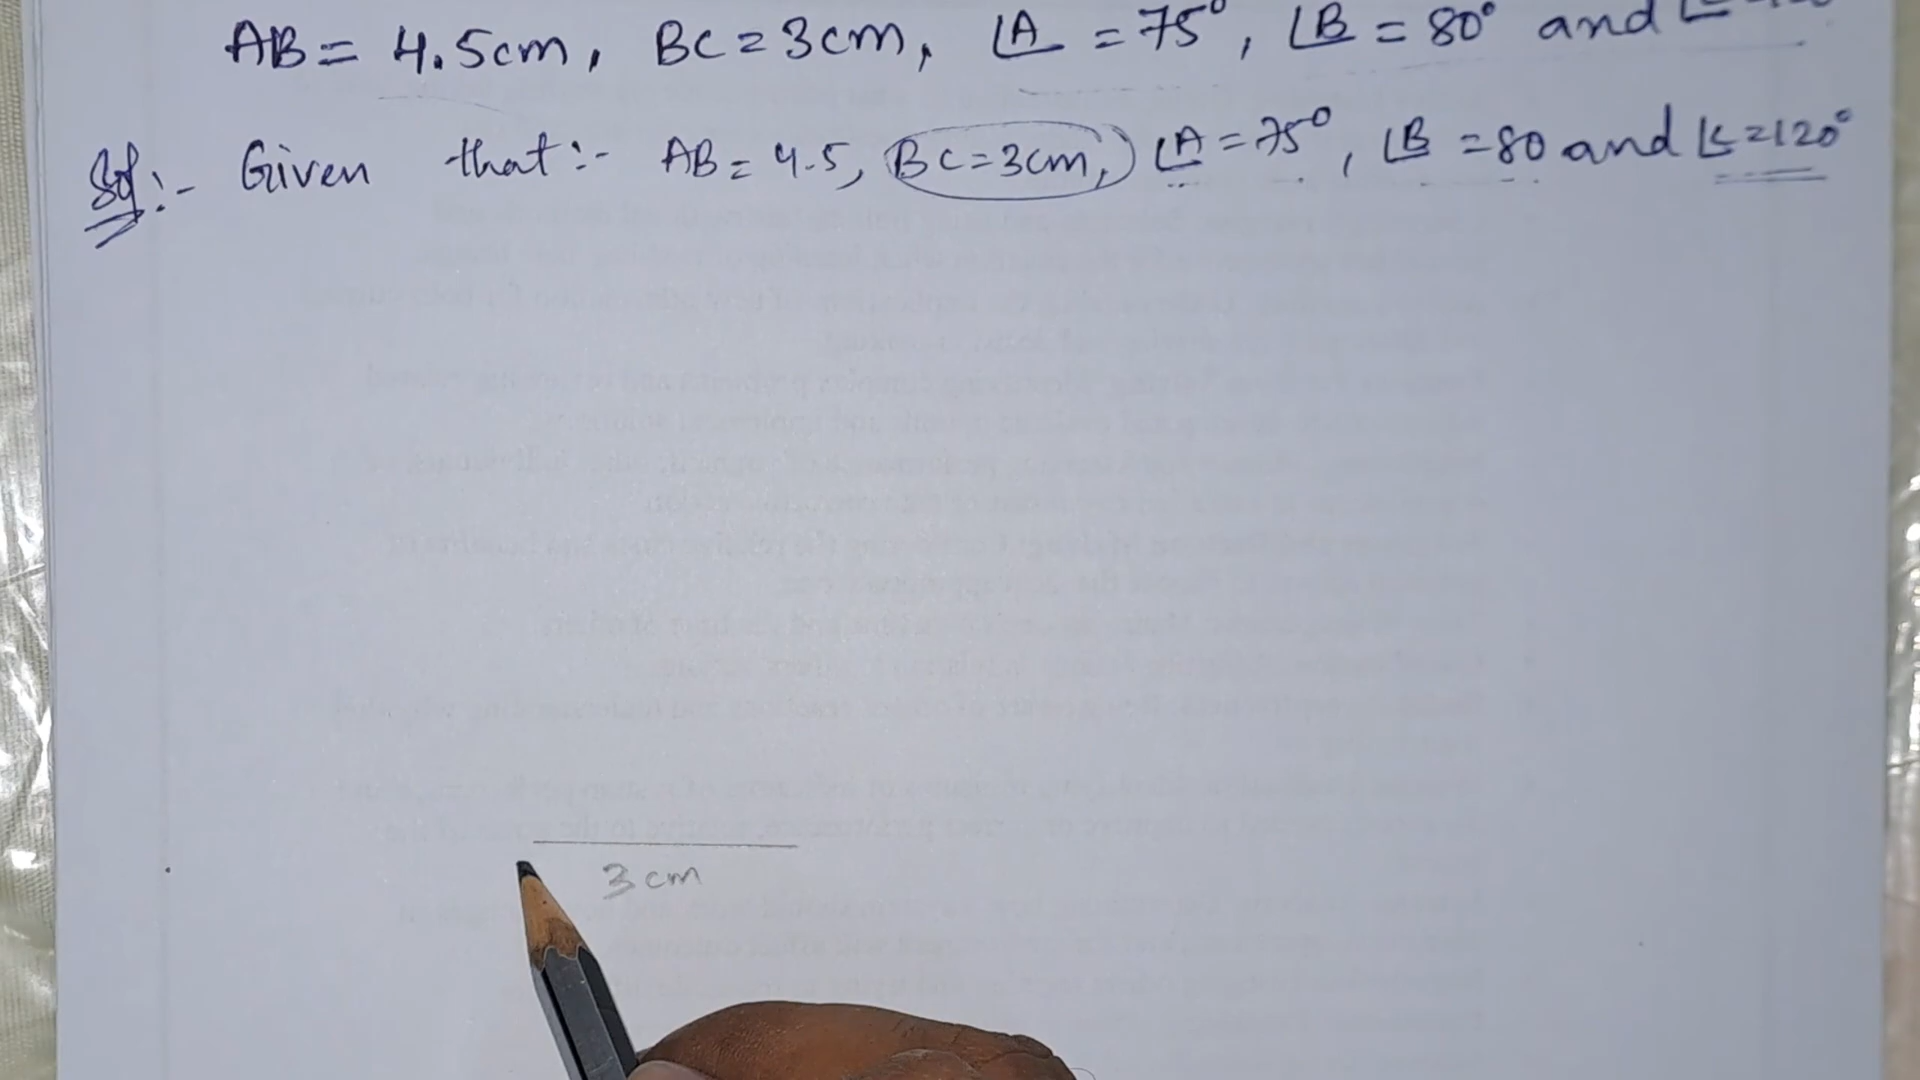 AB = 4.5cm, BC = 3cm, ∠A = 75°, ∠B = 80° and
Sol:- Given that:- AB = 4.5, BC=3cm, ∠A = 75°, ∠B = 80 and ∠C=120°
3 cm